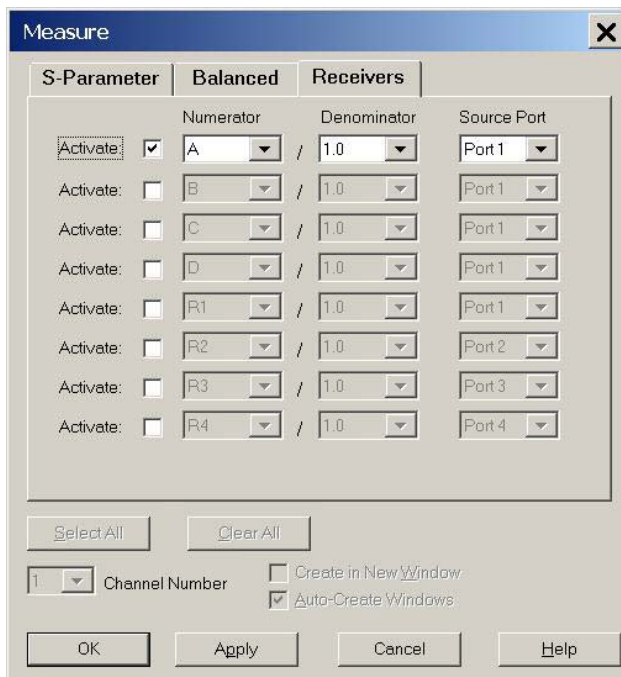 Measure
S-Parameter Balanced Receivers
Numerator Denominator Source Port
Activate: A / 1.0 Port 1
Activate: B / 1.0 Port 1
Activate: C / 1.0 Port 1
Activate: D / 1.0 Port 1
Activate: R1 / 1.0 Port 1
Activate: R2 / 1.0 Port 2
Activate: R3 / 1.0 Port 3
Activate: R4 / 1.0 Port 4
Select All Clear All
1 Channel Number Create in New Window
Auto-Create Windows
OK Apply Cancel Help